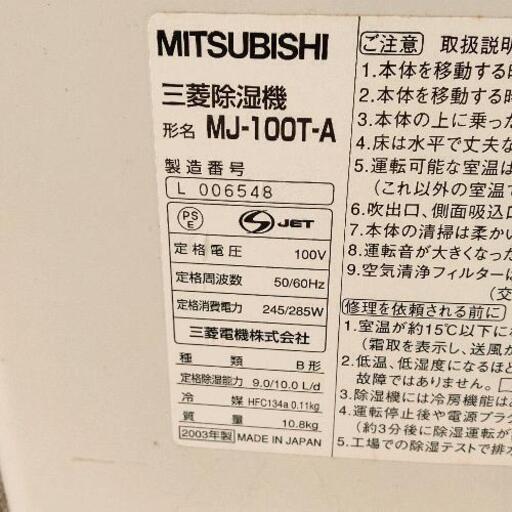 MITSUBISHI
三菱除湿機
形名 MJ-100T-A
製造番号
L 006548
PS E
JET
定格電圧 100V
定格周波数 50/60Hz
定格消費電力 245/285W
三菱電機株式会社
種類 B形
定格除湿能力 9.0/10.0 L/d
冷媒 HFC134a 0.11kg
質量 10.8kg
2003年製 MADE IN JAPAN
ご注意 取扱説明
1.本体を移動する時
2.本体を移動する時
3.本体の上に乗った
4.床は水平で丈夫な
5.運転可能な室温は
(これ以外の室温で
6.吹出口、側面吸込口
7.本体の清掃は柔かい
8.運転音が大きくなった
9.空気清浄フィルターは
(交
修理を依頼される前に
1.室温が約15℃以下に
(霜取を表示し、送風が
2.低温、低湿度になるほど
故障ではありません。
3.除湿機には冷房機能は
4.運転停止後や電源プラグ
(約3分後に除湿運転が
5.工場での除湿テストで排水